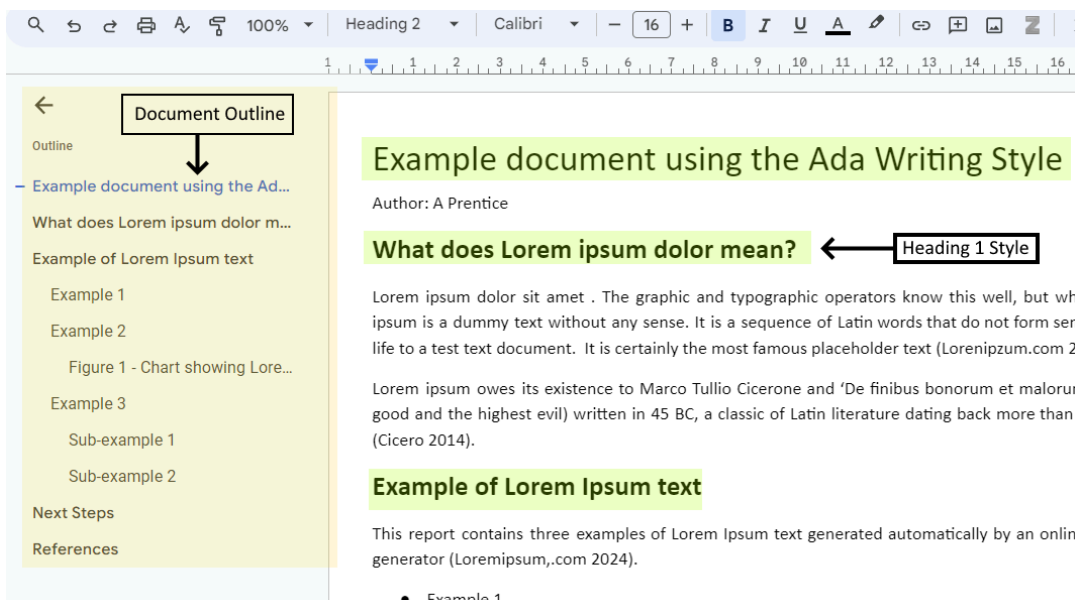 100%
Heading 2
Calibri
16
B I U A
1 1 2 3 4 5 6 7 8 9 10 11 12 13 14 15 16
Document Outline
Outline
Example document using the Ad...
What does Lorem ipsum dolor m...
Example of Lorem Ipsum text
Example 1
Example 2
Figure 1 - Chart showing Lore...
Example 3
Sub-example 1
Sub-example 2
Next Steps
References
Example document using the Ada Writing Style
Author: A Prentice
What does Lorem ipsum dolor mean?
Heading 1 Style
Lorem ipsum dolor sit amet . The graphic and typographic operators know this well, but
ipsum is a dummy text without any sense. It is a sequence of Latin words that do not form
life to a test text document. It is certainly the most famous placeholder text (Lorenipzum.com
Lorem ipsum owes its existence to Marco Tullio Cicerone and ‘De finibus bonorum et
good and the highest evil) written in 45 BC, a classic of Latin literature dating back more than
(Cicero 2014).
Example of Lorem Ipsum text
This report contains three examples of Lorem Ipsum text generated automatically by an
generator (Loremipsum,.com 2024).
● Example 1